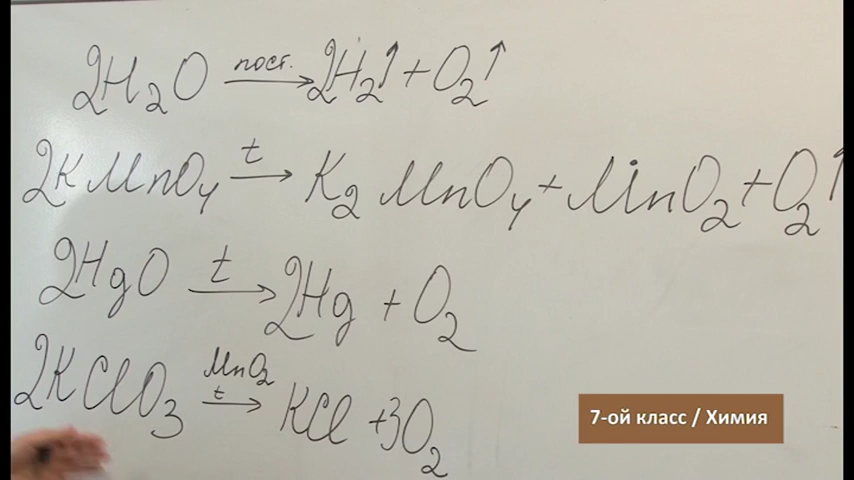 2H₂O пост. → 2H₂↑ + O₂↑
2KMnO₄ t → K₂MnO₄ + MnO₂ + O₂↑
2HgO t → 2Hg + O₂
2KClO₃ MnO₂ t → KCl + 3O₂
7-ой класс / Химия